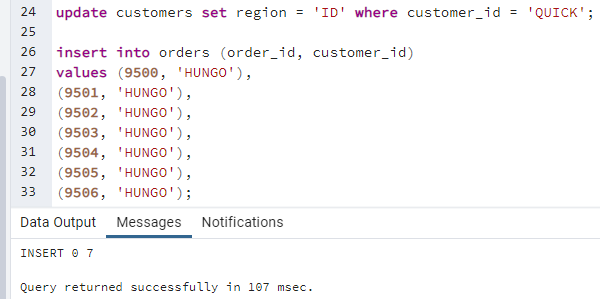 24 update customers set region = 'ID' where customer_id = 'QUICK';
25
26 insert into orders (order_id, customer_id)
27 values (9500, 'HUNGO'),
28 (9501, 'HUNGO'),
29 (9502, 'HUNGO'),
30 (9503, 'HUNGO'),
31 (9504, 'HUNGO'),
32 (9505, 'HUNGO'),
33 (9506, 'HUNGO');
Data Output Messages Notifications
INSERT 0 7
Query returned successfully in 107 msec.